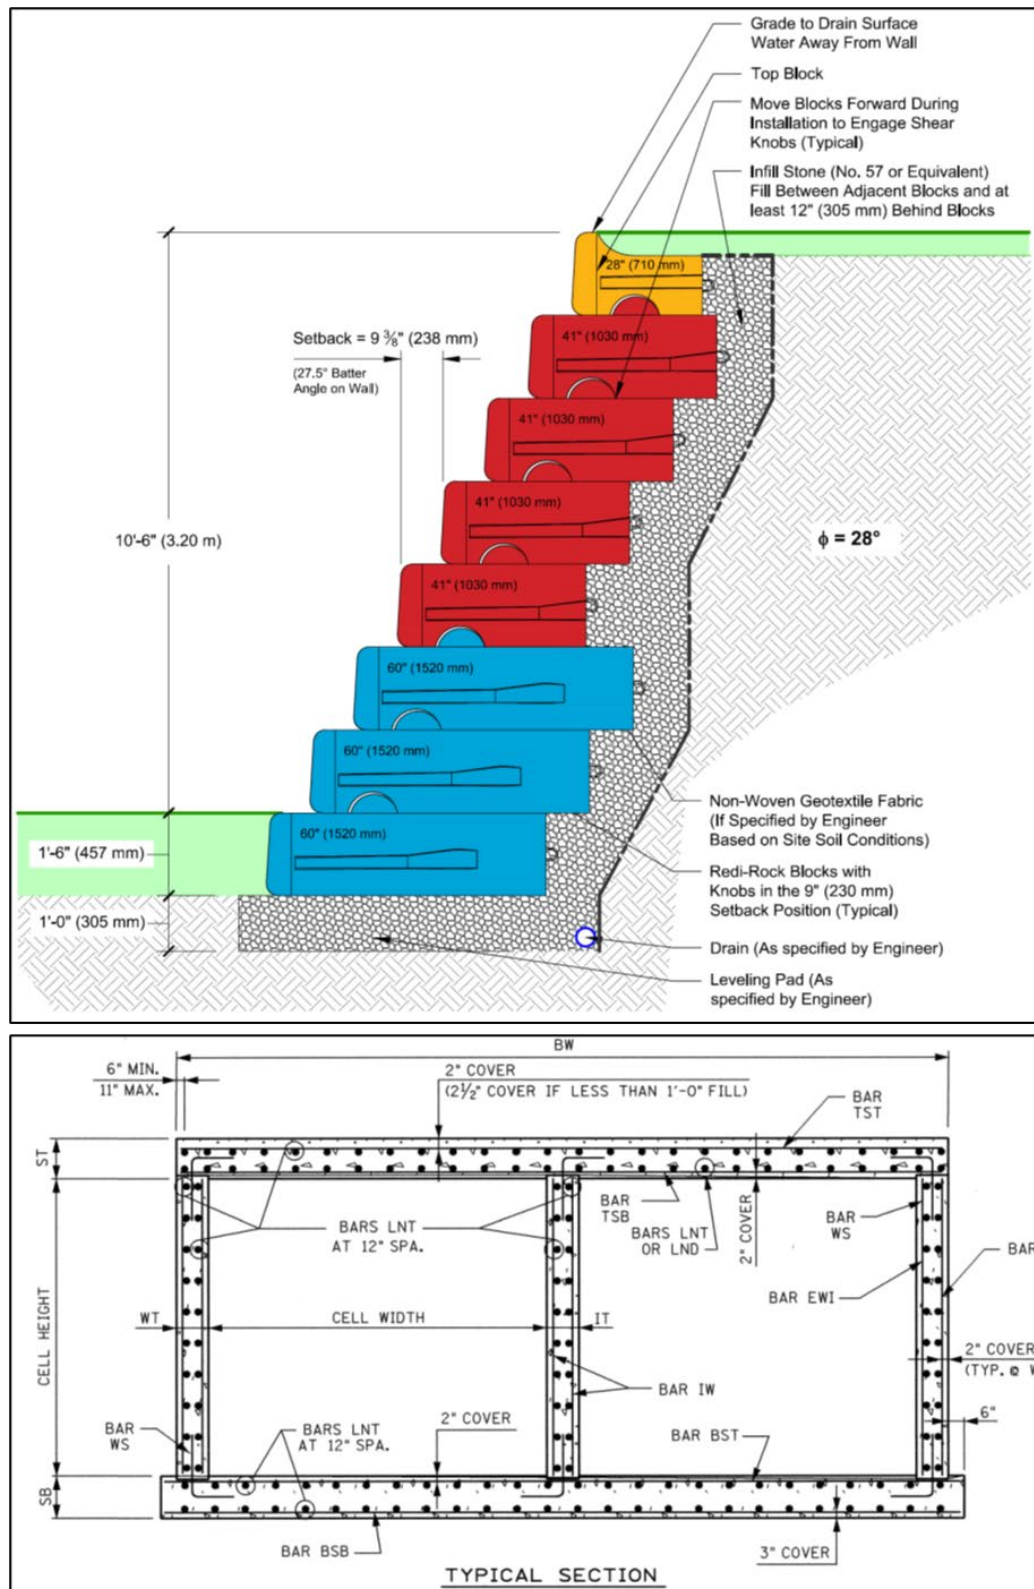 Grade to Drain Surface
Water Away From Wall
Top Block
Move Blocks Forward During
Installation to Engage Shear
Knobs (Typical)
Infill Stone (No. 57 or Equivalent)
Fill Between Adjacent Blocks and at
least 12" (305 mm) Behind Blocks
28" (710 mm)
Setback = 9 3⁄8" (238 mm)
(27.5° Batter
Angle on Wall)
41" (1030 mm)
41" (1030 mm)
41" (1030 mm)
41" (1030 mm)
10'-6" (3.20 m)
ϕ = 28°
60" (1520 mm)
60" (1520 mm)
60" (1520 mm)
1'-6" (457 mm)
1'-0" (305 mm)
Non-Woven Geotextile Fabric
(If Specified by Engineer
Based on Site Soil Conditions)
Redi-Rock Blocks with
Knobs in the 9" (230 mm)
Setback Position (Typical)
Drain (As specified by Engineer)
Leveling Pad (As
specified by Engineer)
BW
6" MIN.
11" MAX.
2" COVER
(2½" COVER IF LESS THAN 1'-0" FILL)
BAR
TST
ST
BARS LNT
AT 12" SPA.
BAR
TSB
BARS LNT
OR LND
2" COVER
BAR
WS
BAR
BAR EWI
CELL HEIGHT
WT
CELL WIDTH
IT
2" COVER
(TYP. @ W
6"
BAR IW
BAR
WS
BARS LNT
AT 12" SPA.
2" COVER
BAR BST
SB
BAR BSB
3" COVER
TYPICAL SECTION